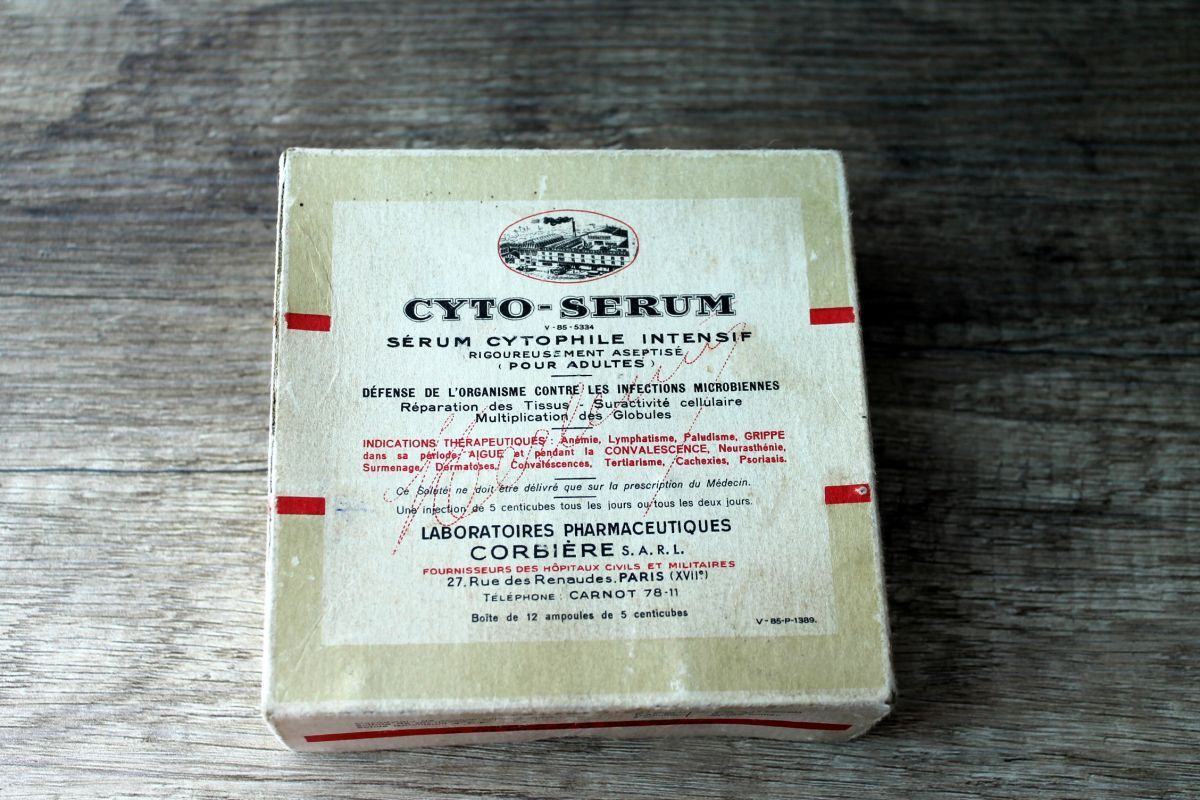 CYTO-SERUM
V-85-5334
SÉRUM CYTOPHILE INTENSIF
RIGOUREUSEMENT ASEPTISÉ
(POUR ADULTES)
DÉFENSE DE L'ORGANISME CONTRE LES INFECTIONS MICROBIENNES
Réparation des Tissus - Suractivité cellulaire
Multiplication des Globules
INDICATIONS THÉRAPEUTIQUES : Anémie, Lymphatisme, Paludisme, GRIPPE
dans sa période AIGUE et pendant la CONVALESCENCE, Neurasthénie,
Surmenage, Dermatoses, Convaléscences, Tertiarisme, Cachexies, Psoriasis.
Ce Soluté ne doit être délivré que sur la prescription du Médecin.
Une injection de 5 centicubes tous les jours ou tous les deux jours.
LABORATOIRES PHARMACEUTIQUES
CORBIÈRE S.A.R.L.
FOURNISSEURS DES HÔPITAUX CIVILS ET MILITAIRES
27, Rue des Renaudes, PARIS (XVIIe)
TÉLÉPHONE : CARNOT 78-11
Boîte de 12 ampoules de 5 centicubes
V-85-P-1389.